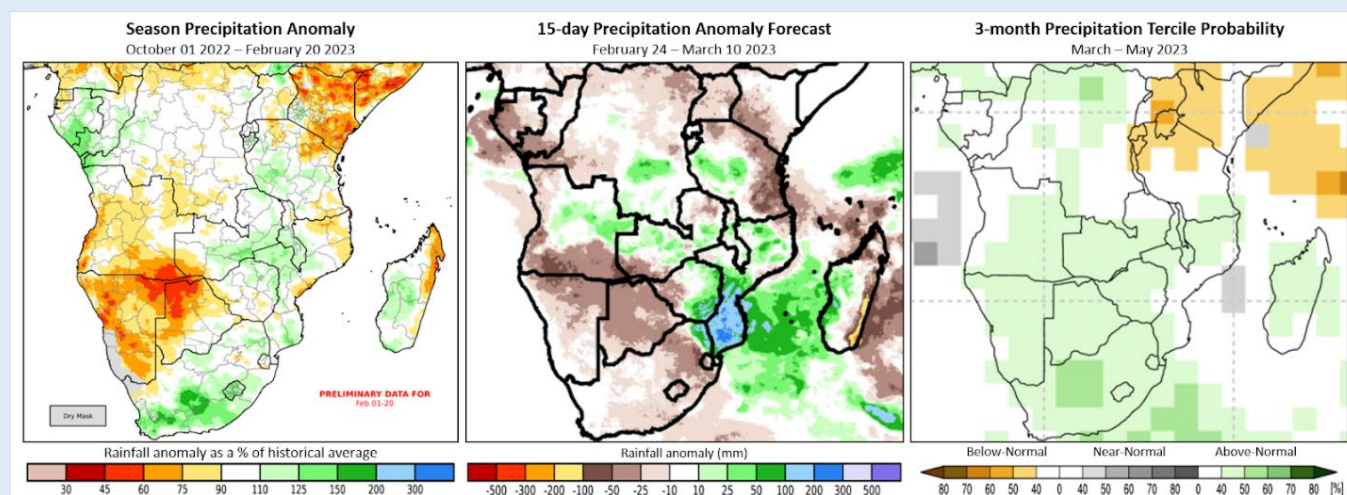 Season Precipitation Anomaly
October 01 2022 – February 20 2023
PRELIMINARY DATA FOR
Feb 01-20
Dry Mask
Rainfall anomaly as a % of historical average
30 45 60 75 90 110 125 150 200 300
15-day Precipitation Anomaly Forecast
February 24 – March 10 2023
Rainfall anomaly (mm)
-500 -300 -200 -100 -50 -25 -10 10 25 50 100 200 300 500
3-month Precipitation Tercile Probability
March – May 2023
Below-Normal Near-Normal Above-Normal
80 70 60 50 40 0 40 50 60 70 80 0 40 50 60 70 80 [%]